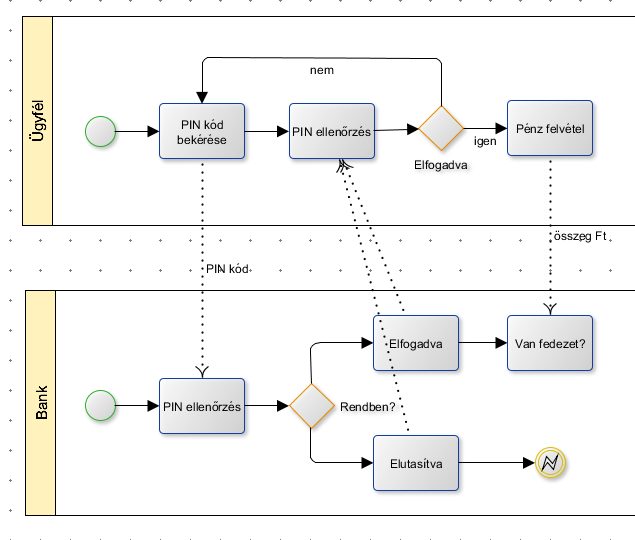 Ügyfél
nem
PIN kód
bekérése
PIN ellenőrzés
Elfogadva
igen
Pénz felvétel
PIN kód
összeg Ft
Bank
PIN ellenőrzés
Rendben?
Elfogadva
Van fedezet?
Elutasítva